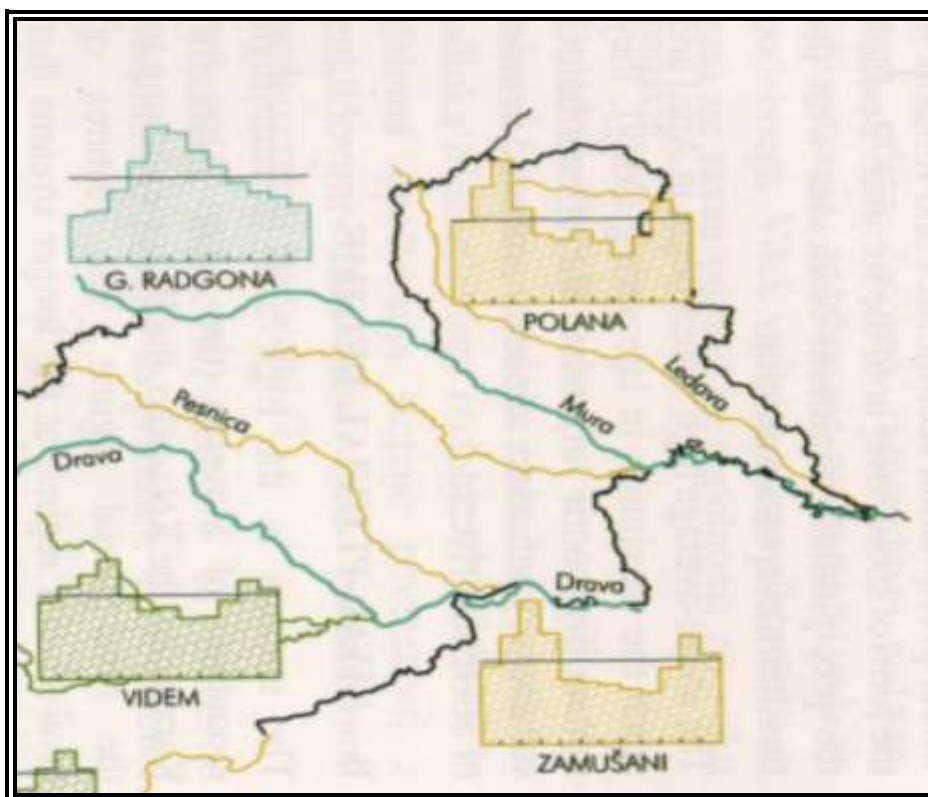 G. RADGONA
POLANA
Ledava
Mura
Pesnica
Drava
Drava
VIDEM
ZAMUŠANI